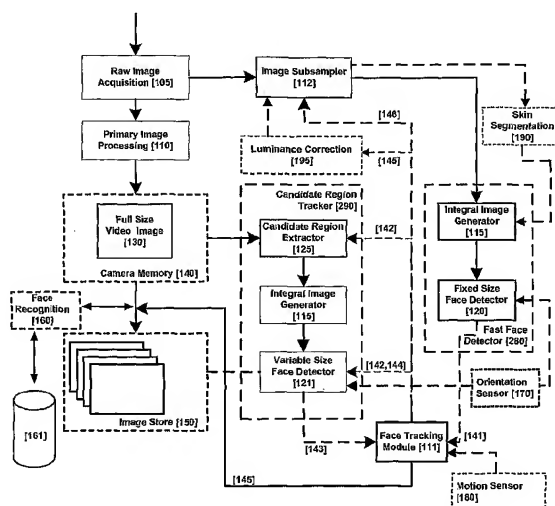 Raw Image
Acquisition [105]
Image Subsampler
[112]
Primary Image
Processing [110]
[146]
Skin
Segmentation
[190]
Luminance Correction
[195]
[145]
Candidate Region
Tracker [290]
Full Size
Video Image
[130]
Candidate Region
Extractor
[125]
[142]
Integral Image
Generator
[115]
Camera Memory [140]
Face
Recognition
[160]
Integral Image
Generator
[115]
Fixed Size
Face Detector
[120]
Fast Face
Detector [280]
Variable Size
Face Detector
[121]
[142,144]
Orientation
Sensor [170]
Image Store [150]
[161]
[143]
Face Tracking
Module [111]
[141]
[145]
Motion Sensor
[180]